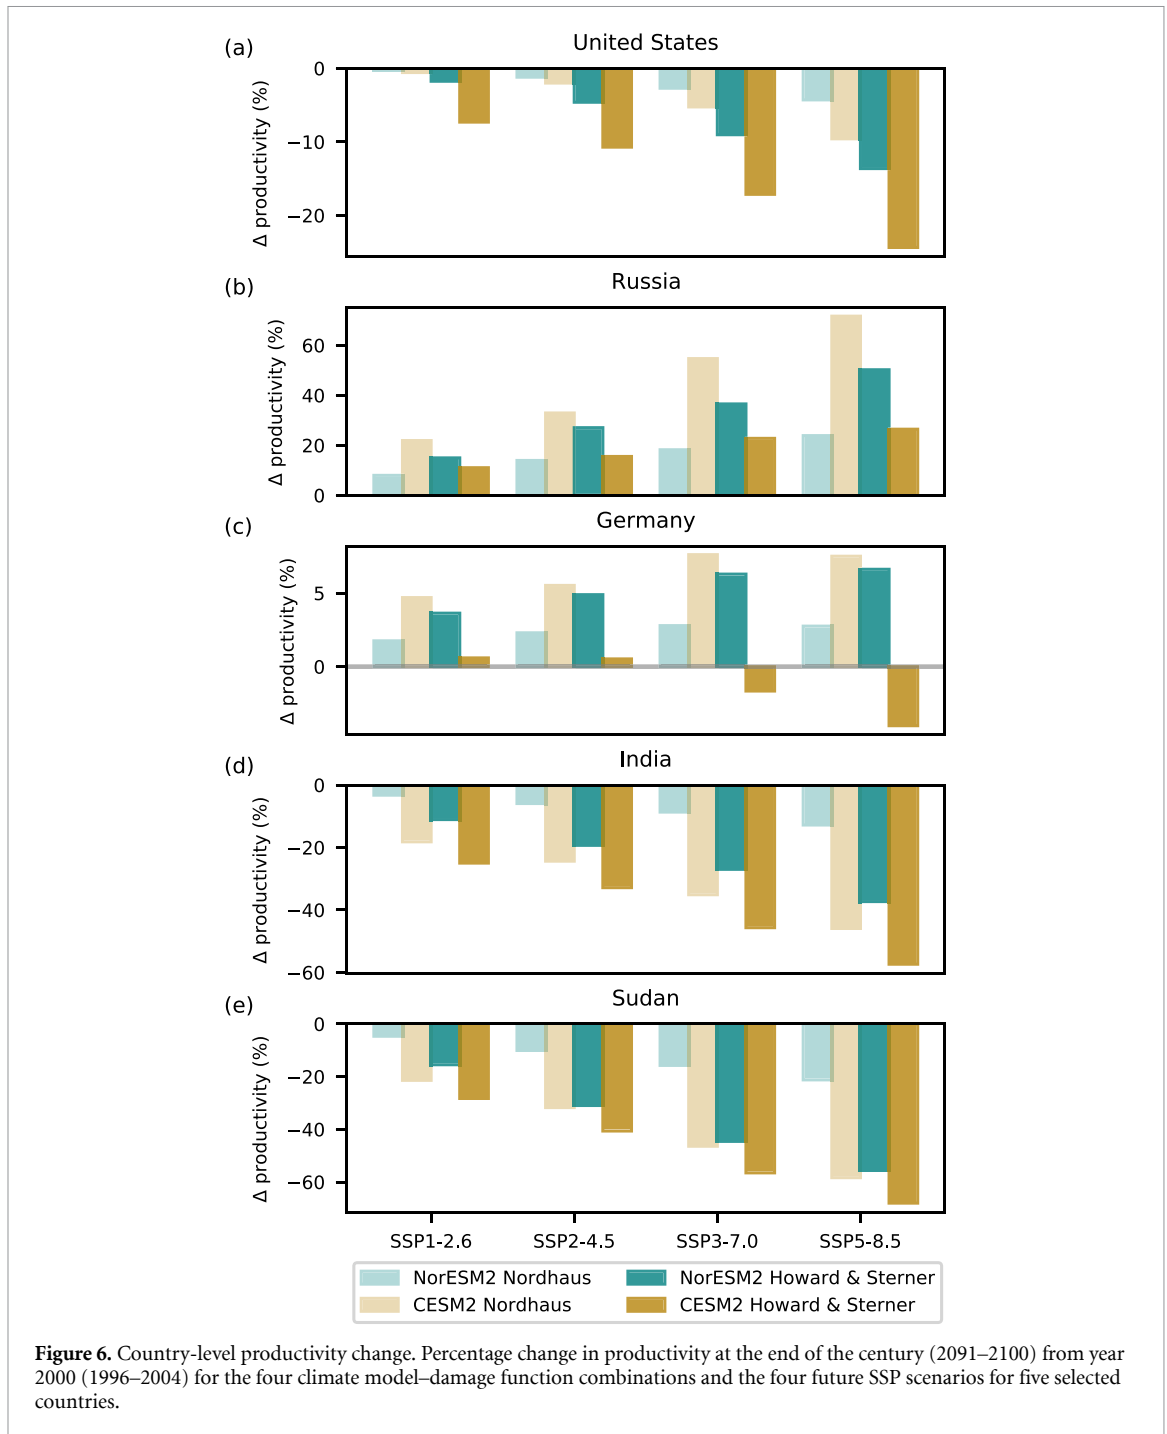 (a)
United States
Δ productivity (%)
0
−10
−20
(b)
Russia
Δ productivity (%)
60
40
20
0
(c)
Germany
Δ productivity (%)
5
0
(d)
India
Δ productivity (%)
0
−20
−40
−60
(e)
Sudan
Δ productivity (%)
0
−20
−40
−60
SSP1-2.6 SSP2-4.5 SSP3-7.0 SSP5-8.5
NorESM2 Nordhaus NorESM2 Howard & Sterner
CESM2 Nordhaus CESM2 Howard & Sterner
Figure 6. Country-level productivity change. Percentage change in productivity at the end of the century (2091–2100) from year
2000 (1996–2004) for the four climate model–damage function combinations and the four future SSP scenarios for five selected
countries.